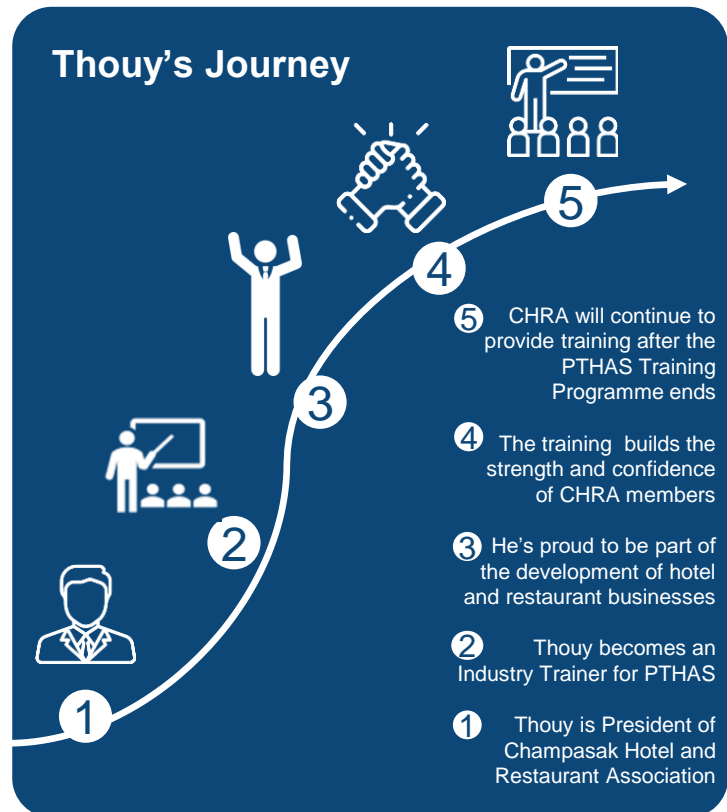 Thouy's Journey
5
4
3
2
1
5 CHRA will continue to
provide training after the
PTHAS Training
Programme ends
4 The training builds the
strength and confidence
of CHRA members
3 He's proud to be part of
the development of hotel
and restaurant businesses
2 Thouy becomes an
Industry Trainer for PTHAS
1 Thouy is President of
Champasak Hotel and
Restaurant Association